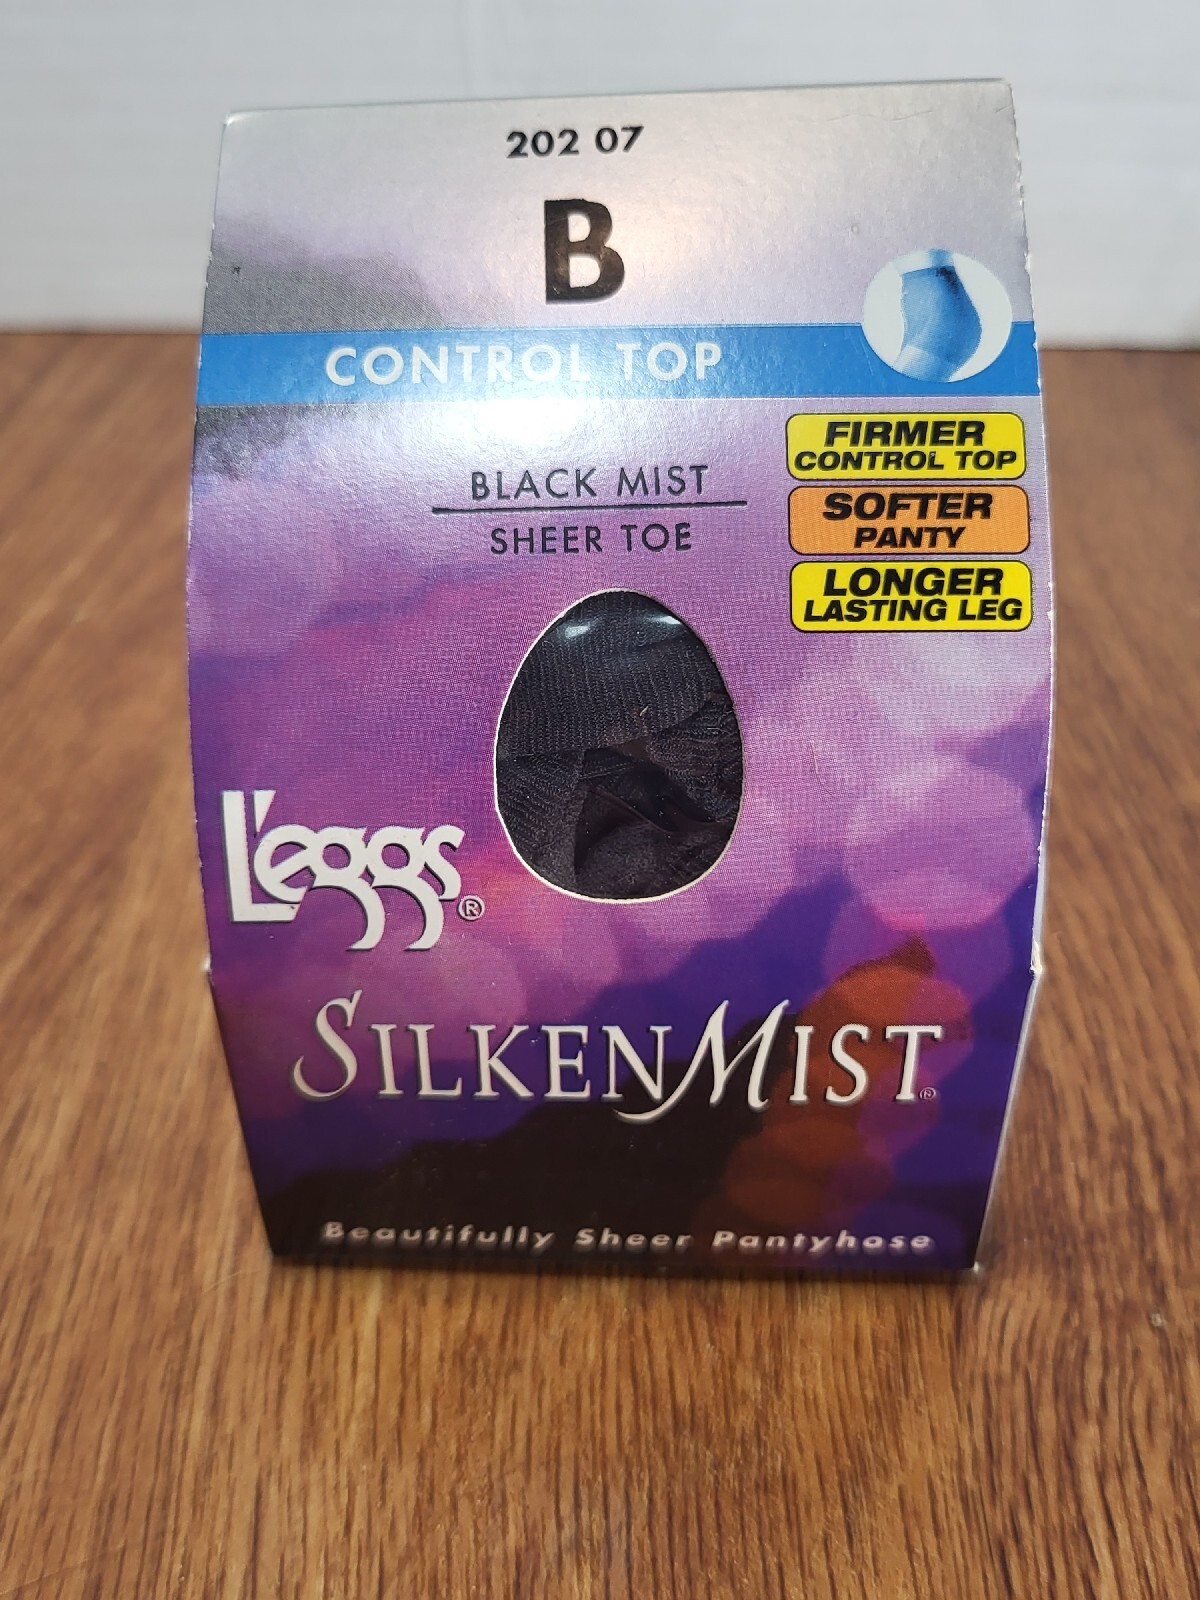 202 07
B
CONTROL TOP
FIRMER
CONTROL TOP
BLACK MIST
SHEER TOE
SOFTER
PANTY
LONGER
LASTING LEG
L'eggs®
SILKENMIST®
Beautifully Sheer Pantyhose